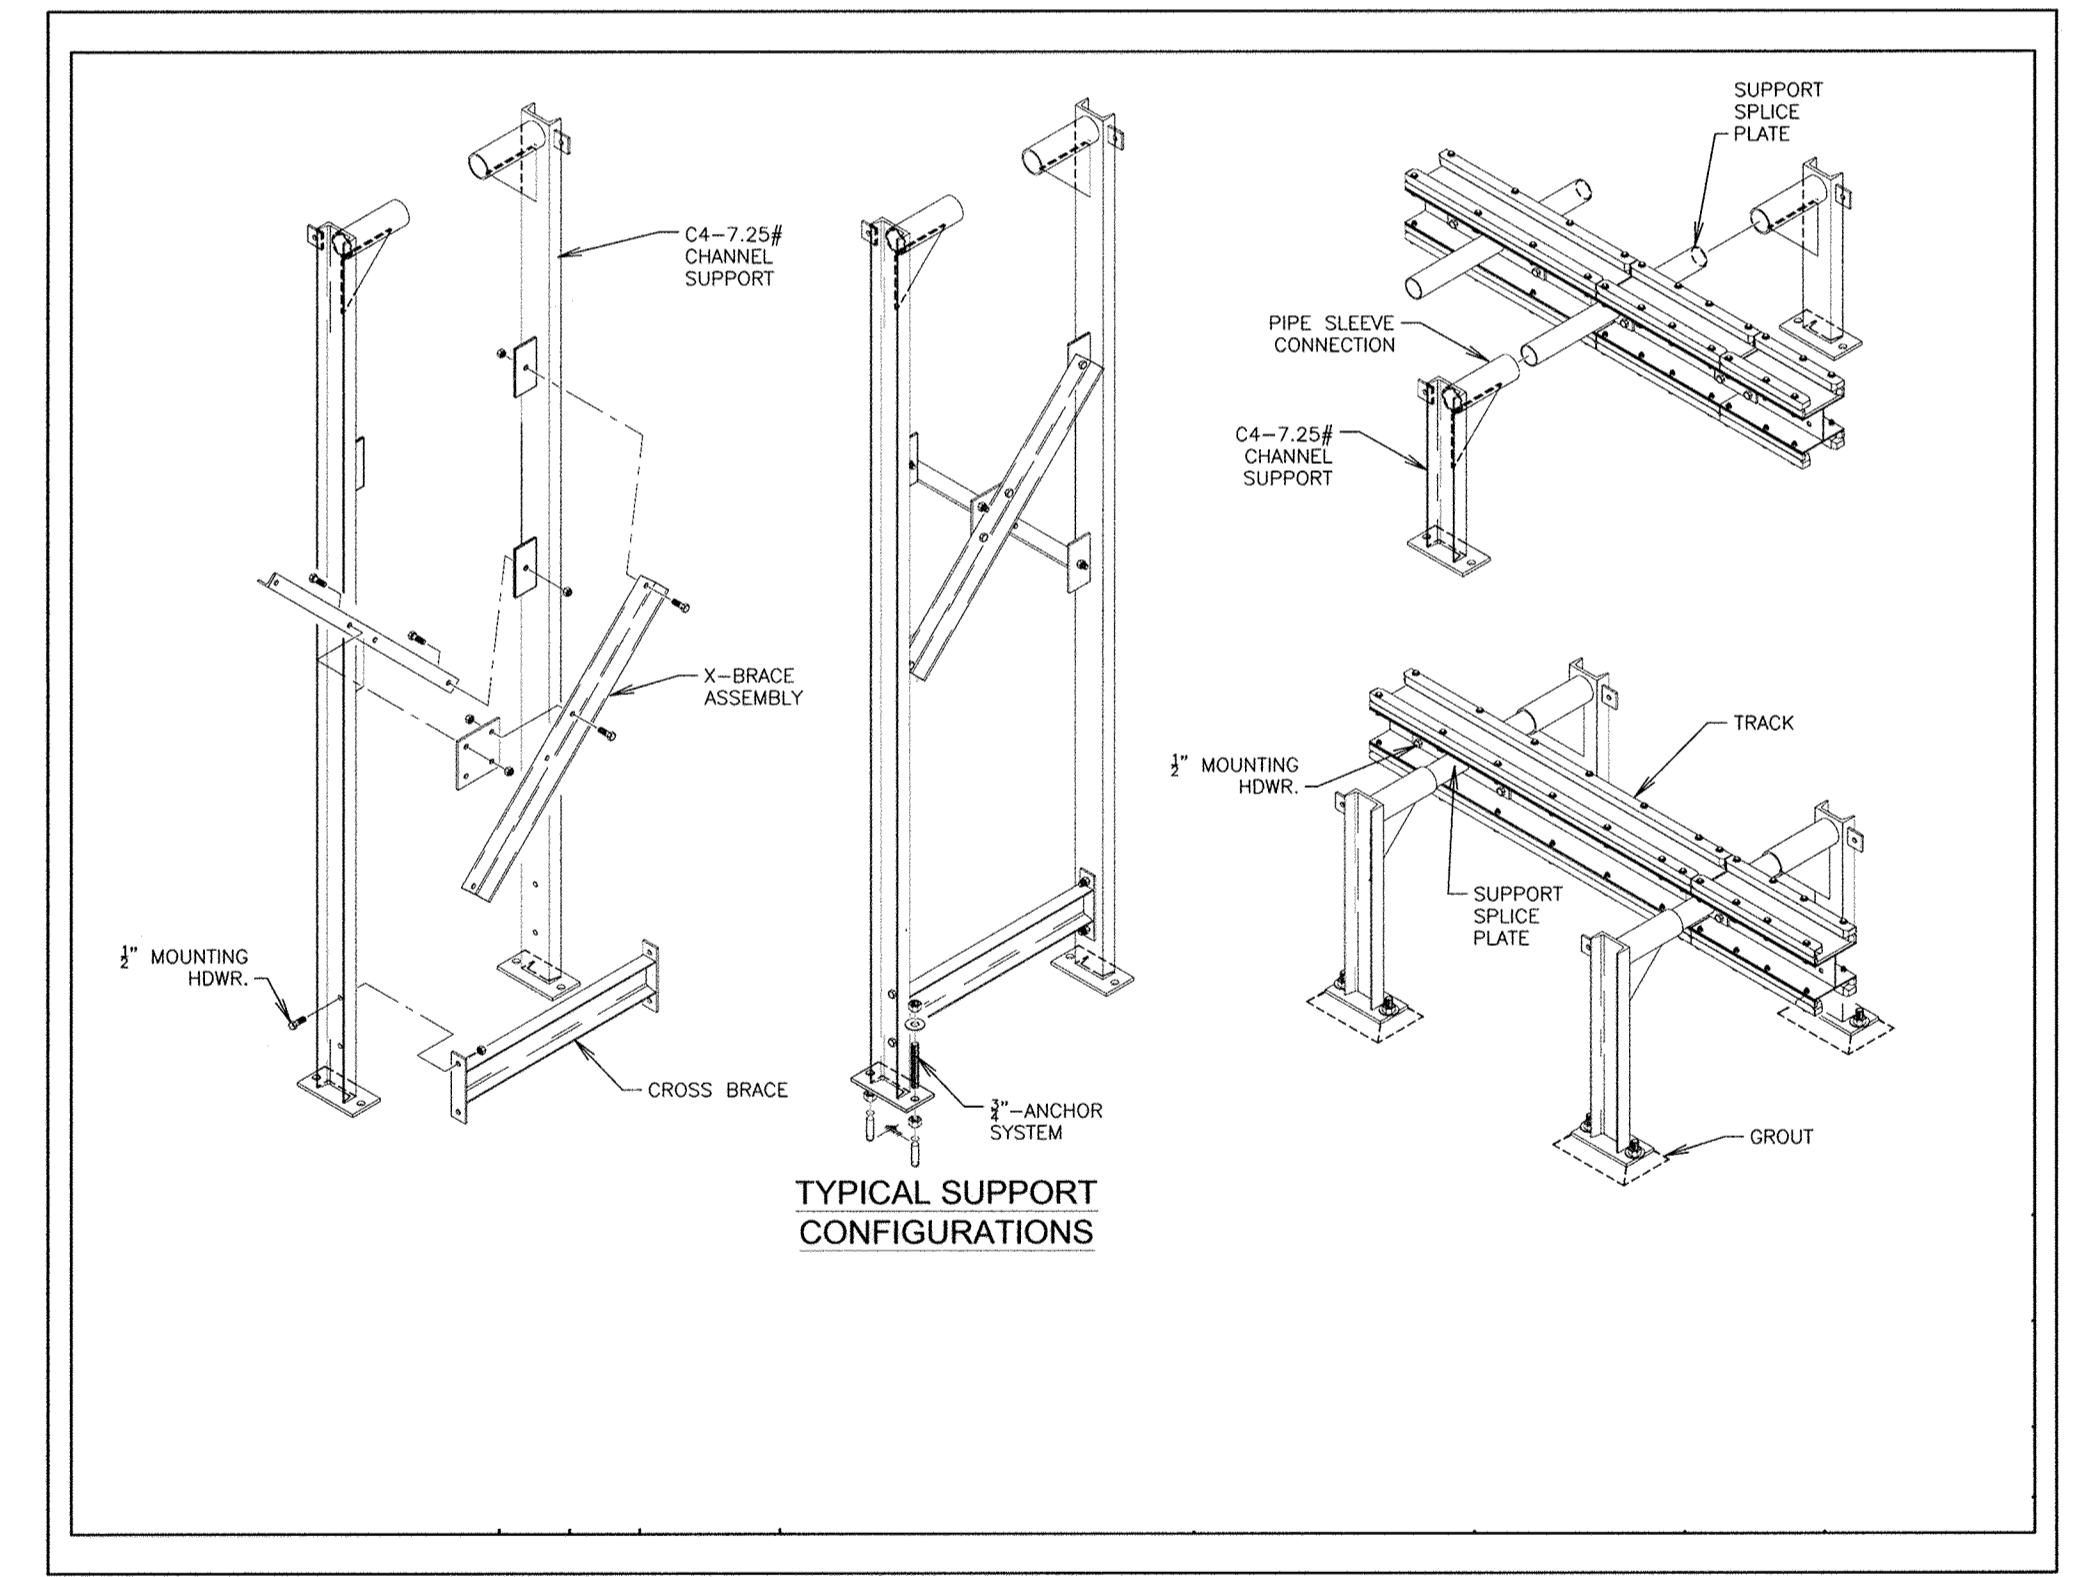 SUPPORT
SPLICE
PLATE
C4-7.25#
CHANNEL
SUPPORT
PIPE SLEEVE
CONNECTION
C4-7.25#
CHANNEL
SUPPORT
X-BRACE
ASSEMBLY
TRACK
½" MOUNTING
HDWR.
SUPPORT
SPLICE
PLATE
½" MOUNTING
HDWR.
CROSS BRACE
¾"-ANCHOR
SYSTEM
GROUT
TYPICAL SUPPORT
CONFIGURATIONS